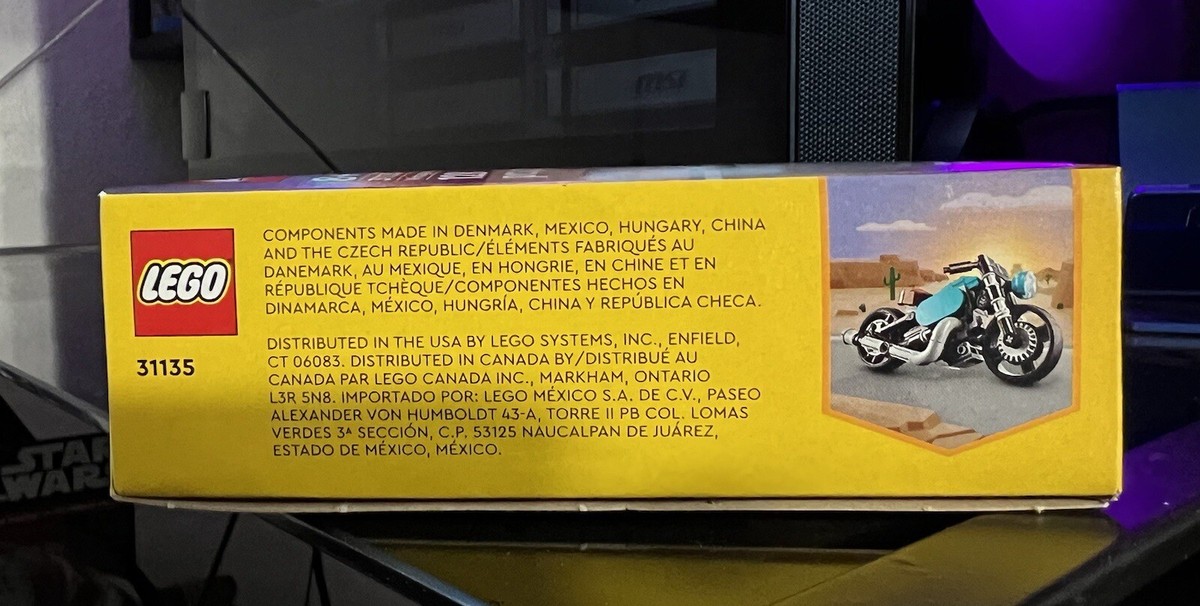 LEGO
31135
COMPONENTS MADE IN DENMARK, MEXICO, HUNGARY, CHINA
AND THE CZECH REPUBLIC/ÉLÉMENTS FABRIQUÉS AU
DANEMARK, AU MEXIQUE, EN HONGRIE, EN CHINE ET EN
RÉPUBLIQUE TCHÈQUE/COMPONENTES HECHOS EN
DINAMARCA, MÉXICO, HUNGRÍA, CHINA Y REPÚBLICA CHECA.
DISTRIBUTED IN THE USA BY LEGO SYSTEMS, INC., ENFIELD,
CT 06083. DISTRIBUTED IN CANADA BY/DISTRIBUÉ AU
CANADA PAR LEGO CANADA INC., MARKHAM, ONTARIO
L3R 5N8. IMPORTADO POR: LEGO MÉXICO S.A. DE C.V., PASEO
ALEXANDER VON HUMBOLDT 43-A, TORRE II PB COL. LOMAS
VERDES 3ª SECCIÓN, C.P. 53125 NAUCALPAN DE JUÁREZ,
ESTADO DE MÉXICO, MÉXICO.
STAR
WARS
msi